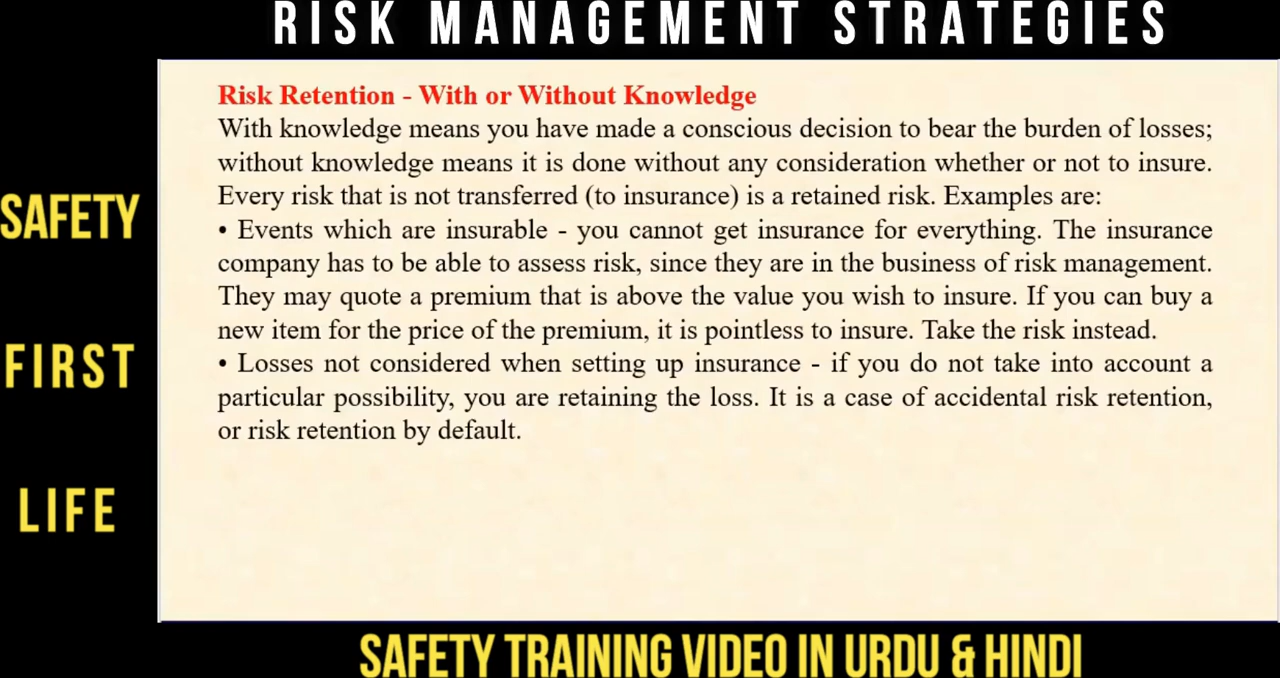 RISK MANAGEMENT STRATEGIES
Risk Retention - With or Without Knowledge
With knowledge means you have made a conscious decision to bear the burden of losses;
without knowledge means it is done without any consideration whether or not to insure.
Every risk that is not transferred (to insurance) is a retained risk. Examples are:
• Events which are insurable - you cannot get insurance for everything. The insurance
company has to be able to assess risk, since they are in the business of risk management.
They may quote a premium that is above the value you wish to insure. If you can buy a
new item for the price of the premium, it is pointless to insure. Take the risk instead.
• Losses not considered when setting up insurance - if you do not take into account a
particular possibility, you are retaining the loss. It is a case of accidental risk retention,
or risk retention by default.
SAFETY
FIRST
LIFE
SAFETY TRAINING VIDEO IN URDU & HINDI